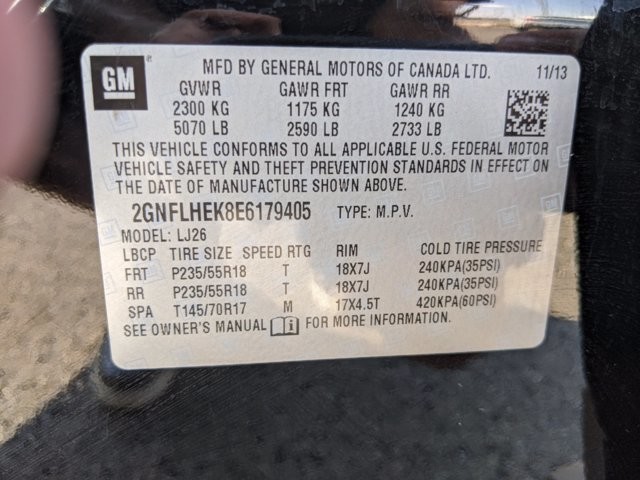 GM ® MFD BY GENERAL MOTORS OF CANADA LTD. 11/13
GVWR GAWR FRT GAWR RR
2300 KG 1175 KG 1240 KG
5070 LB 2590 LB 2733 LB
THIS VEHICLE CONFORMS TO ALL APPLICABLE U.S. FEDERAL MOTOR
VEHICLE SAFETY AND THEFT PREVENTION STANDARDS IN EFFECT ON
THE DATE OF MANUFACTURE SHOWN ABOVE.
2GNFLHEK8E6179405 TYPE: M.P.V.
MODEL: LJ26
LBCP TIRE SIZE SPEED RTG RIM COLD TIRE PRESSURE
FRT P235/55R18 T 18X7J 240KPA(35PSI)
RR P235/55R18 T 18X7J 240KPA(35PSI)
SPA T145/70R17 M 17X4.5T 420KPA(60PSI)
SEE OWNER'S MANUAL FOR MORE INFORMATION.